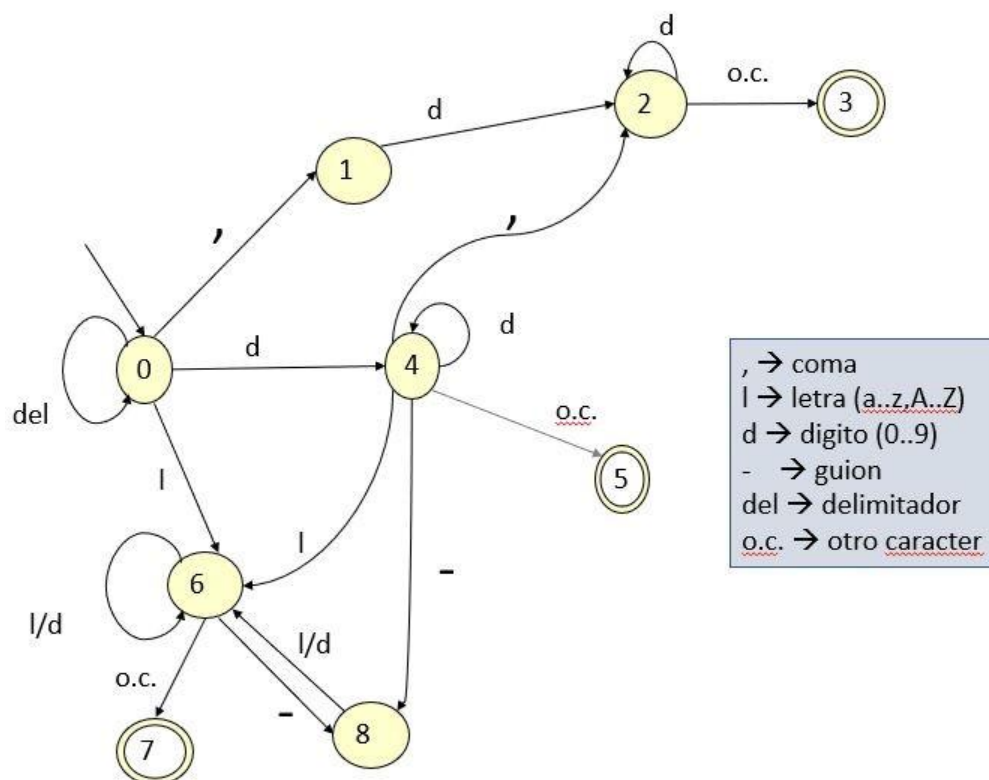 d
o.c.
2
3
d
1
,
,
d
d
0
4
del
o.c.
5
l
l
-
6
l/d
l/d
o.c.
-
8
7
, → coma
l → letra (a..z,A..Z)
d → digito (0..9)
- → guion
del → delimitador
o.c. → otro caracter